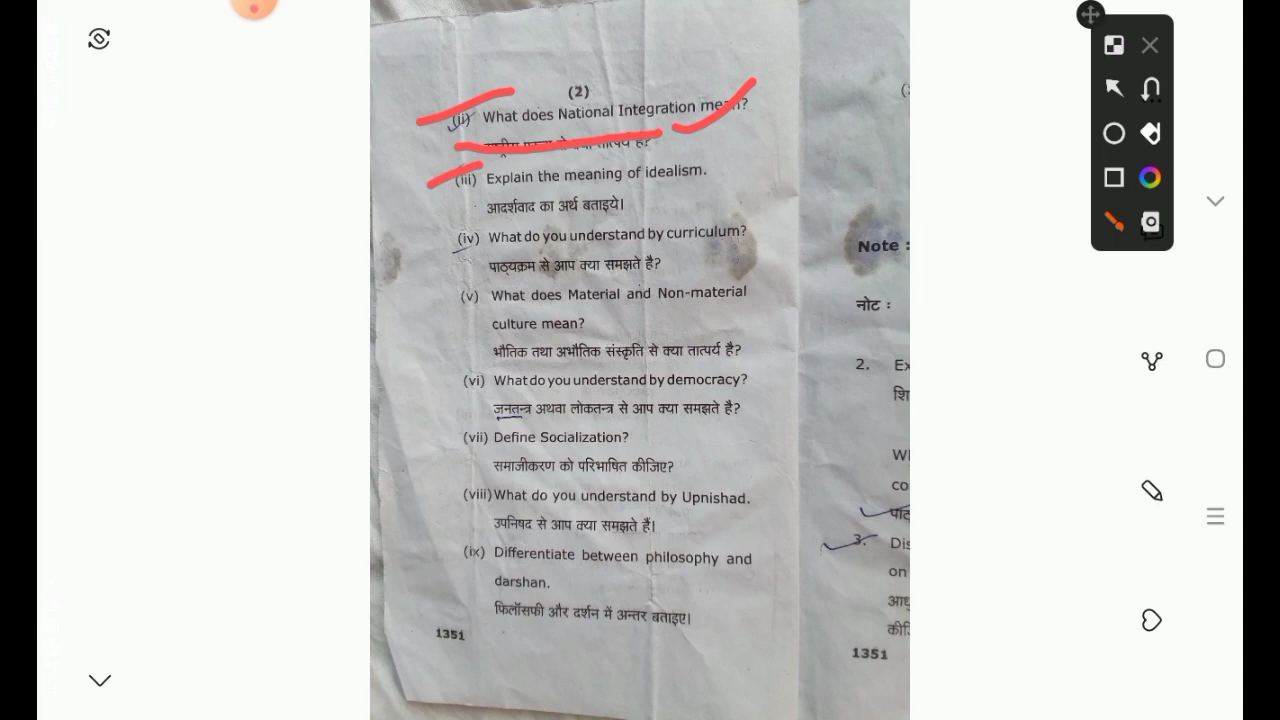 (2)
(ii) What does National Integration mean?
तात्पर्य है?
(iii) Explain the meaning of idealism.
आदर्शवाद का अर्थ बताइये।
(iv) What do you understand by curriculum?
पाठ्यक्रम से आप क्या समझते है?
(v) What does Material and Non-material
culture mean?
भौतिक तथा अभौतिक संस्कृति से क्या तात्पर्य है?
(vi) What do you understand by democracy?
जनतन्त्र अथवा लोकतन्त्र से आप क्या समझते है?
(vii) Define Socialization?
समाजीकरण को परिभाषित कीजिए?
(viii) What do you understand by Upnishad.
उपनिषद से आप क्या समझते हैं।
(ix) Differentiate between philosophy and
darshan.
फिलॉसफी और दर्शन में अन्तर बताइए।
1351
Note :
नोट :
2.
3.
on
1351